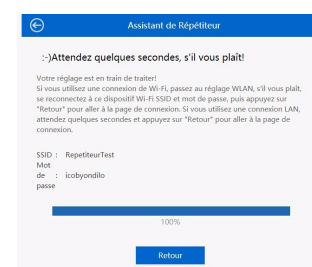 Assistant de Répétiteur
:-)Attendez quelques secondes, s'il vous plaît!
Votre réglage est en train de traiter!
Si vous utilisez une connexion de Wi-Fi, passez au réglage WLAN, s'il vous plaît,
se reconnectez à ce dispositif Wi-Fi SSID et mot de passe, puis appuyez sur
"Retour" pour aller à la page de connexion. Si vous utilisez une connexion LAN,
attendez quelques secondes et appuyez sur "Retour" pour aller à la page de
connexion.
SSID : RepetiteurTest
Mot
de : icobyondilo
passe
100%
Retour